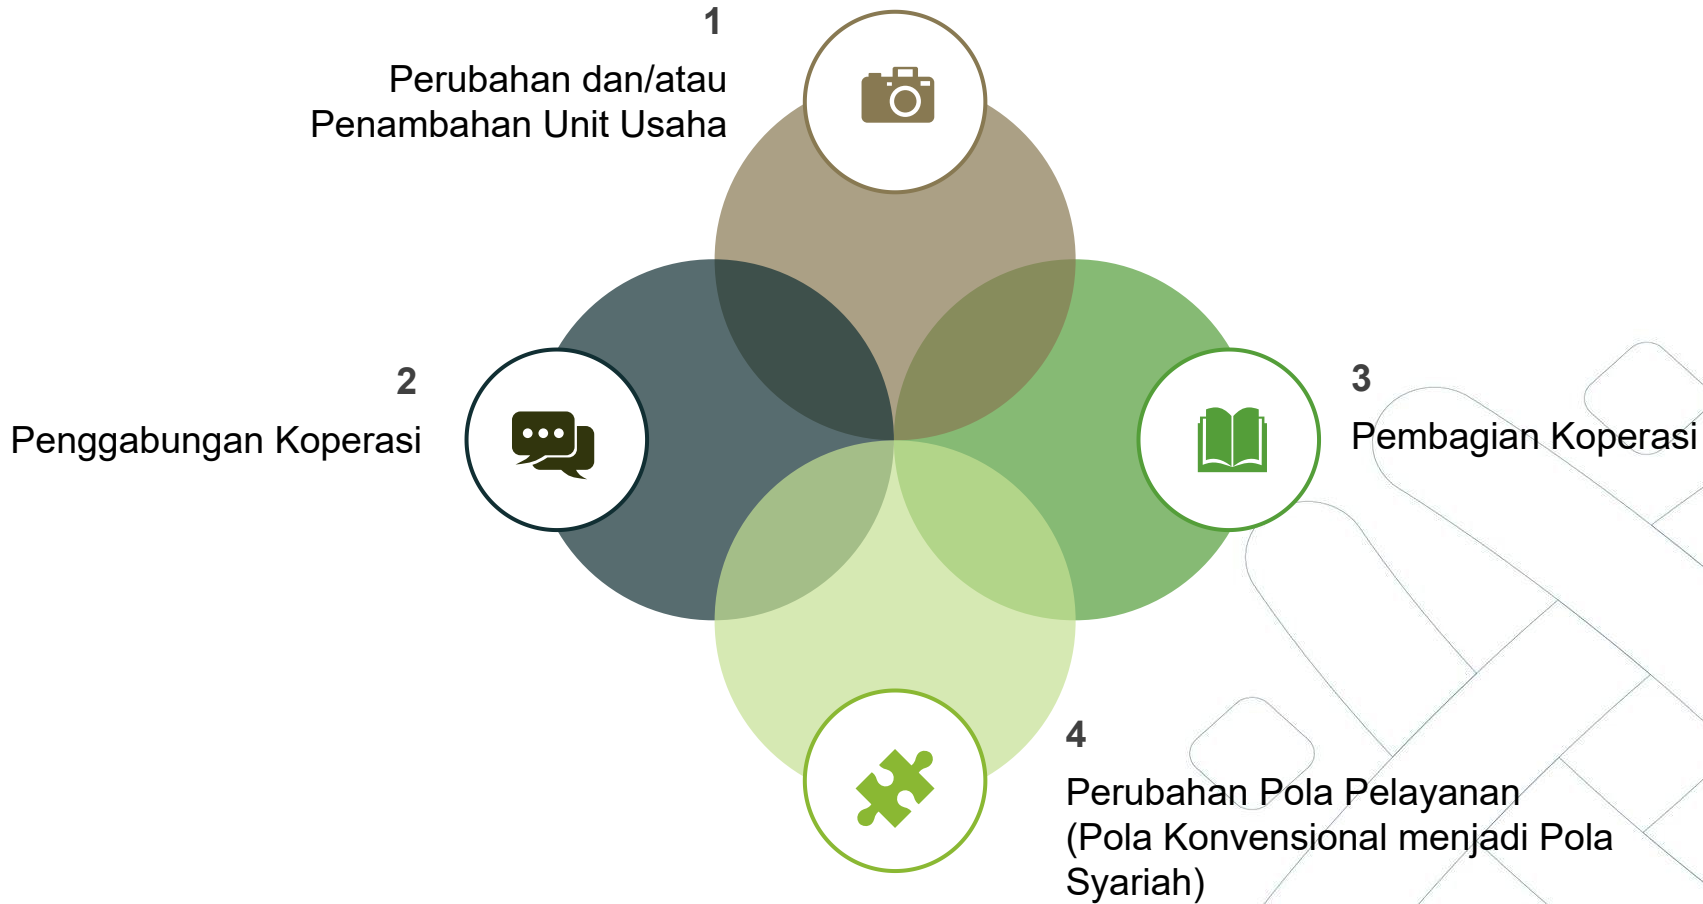 1
Perubahan dan/atau
Penambahan Unit Usaha
2
Penggabungan Koperasi
3
Pembagian Koperasi
4
Perubahan Pola Pelayanan
(Pola Konvensional menjadi Pola
Syariah)